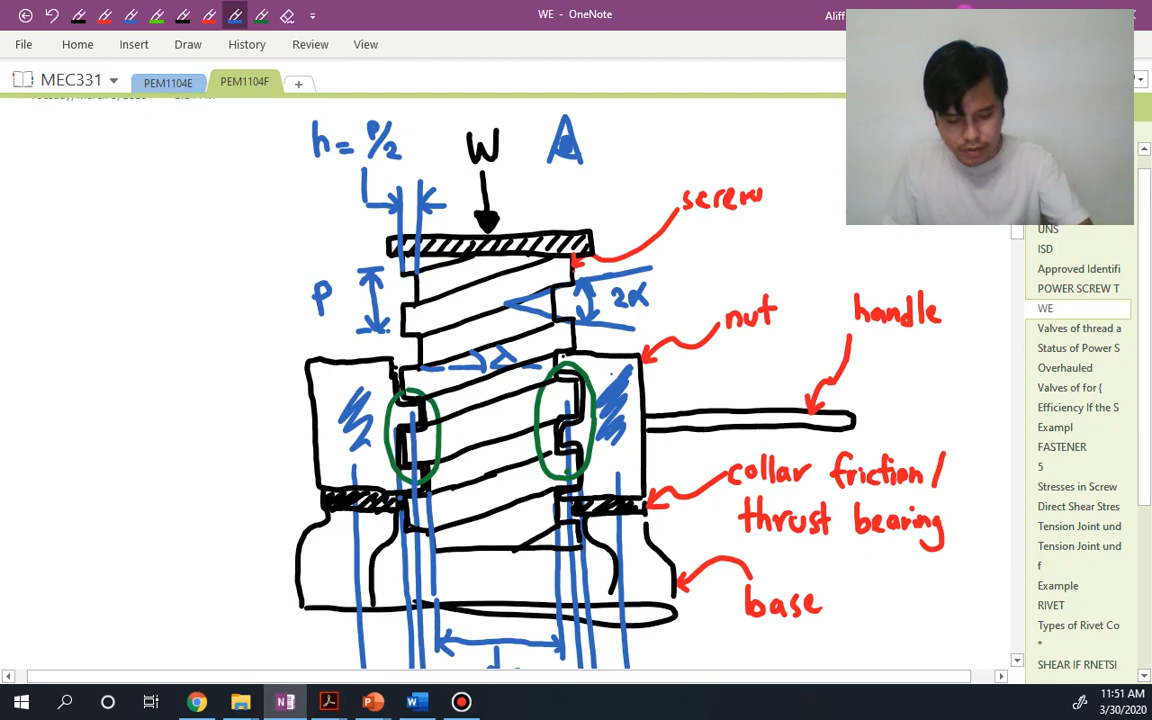 WE - OneNote
Aliff
File Home Insert Draw History Review View
MEC331
PEM1104E
PEM1104F
h = P/2
W
screw
P
2α
nut
handle
λ
collar friction/
thrust bearing
base
d
UNS
ISD
Approved Identifi
POWER SCREW T
WE
Valves of thread a
Status of Power S
Overhauled
Valves of for {
Efficiency If the S
Exampl
FASTENER
5
Stresses in Screw
Direct Shear Stres
Tension Joint und
Tension Joint und
f
Example
RIVET
Types of Rivet Co
*
SHEAR IF RNETSI
11:51 AM
3/30/2020